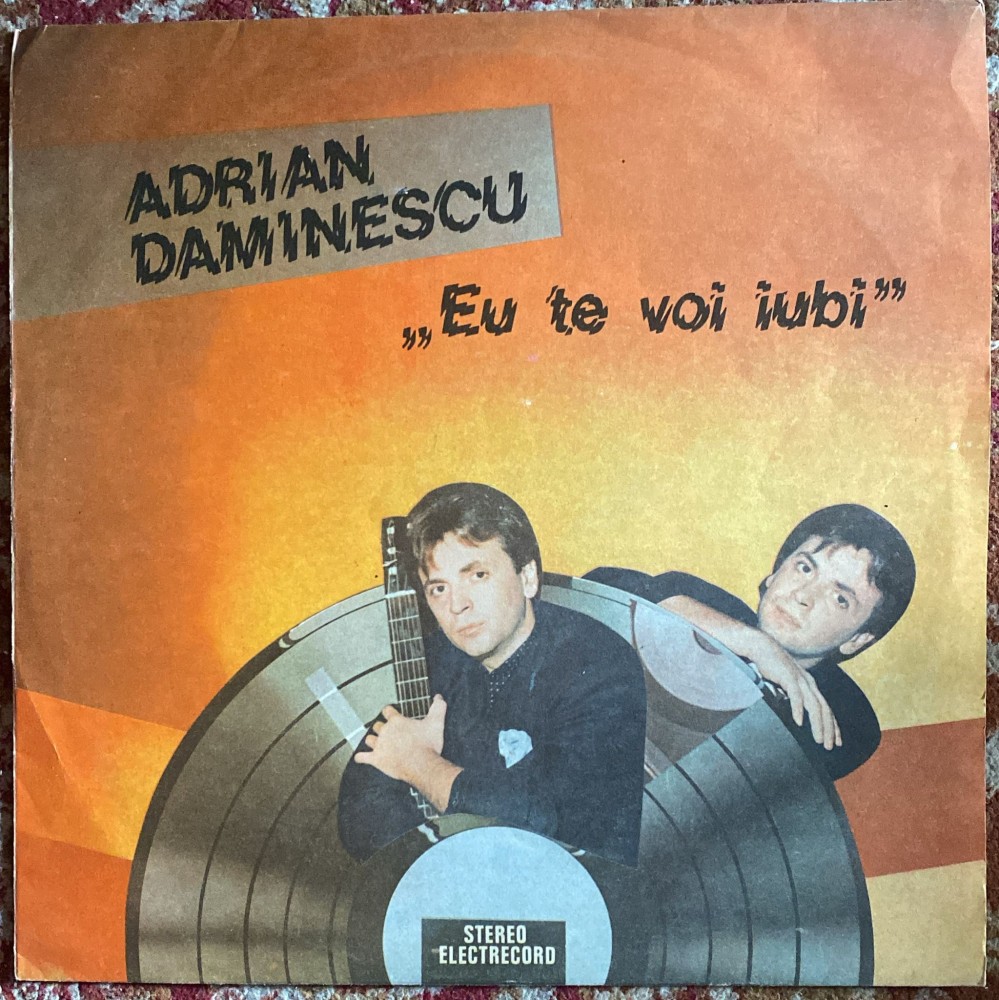 ADRIAN
DAMINESCU
„Eu te voi iubi”
STEREO
ELECTRECORD